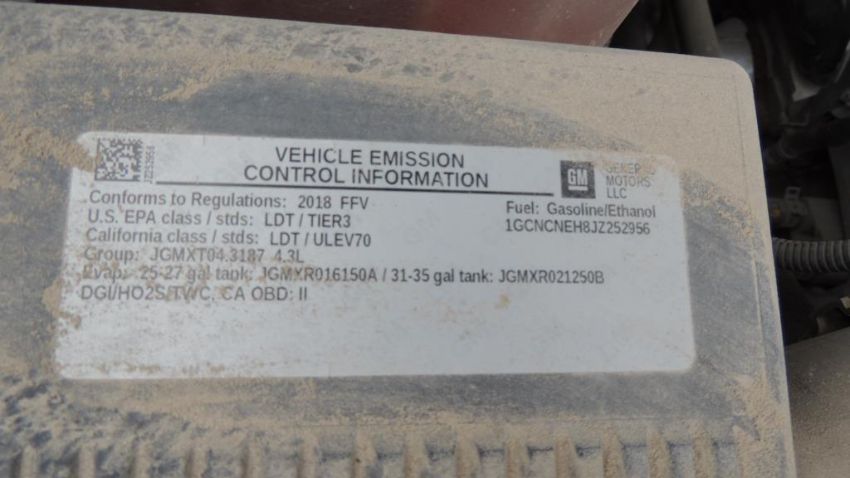 VEHICLE EMISSION
CONTROL INFORMATION
GM
GENERAL
MOTORS
LLC
Conforms to Regulations: 2018 FFV
U.S. EPA class / stds: LDT / TIER3
California class / stds: LDT / ULEV70
Group: JGMXT04.3187 4.3L
Evap: 25-27 gal tank: JGMXR016150A / 31-35 gal tank: JGMXR021250B
DGI/HO2S/TWC, CA OBD: II
Fuel: Gasoline/Ethanol
1GCNCNEH8JZ252956